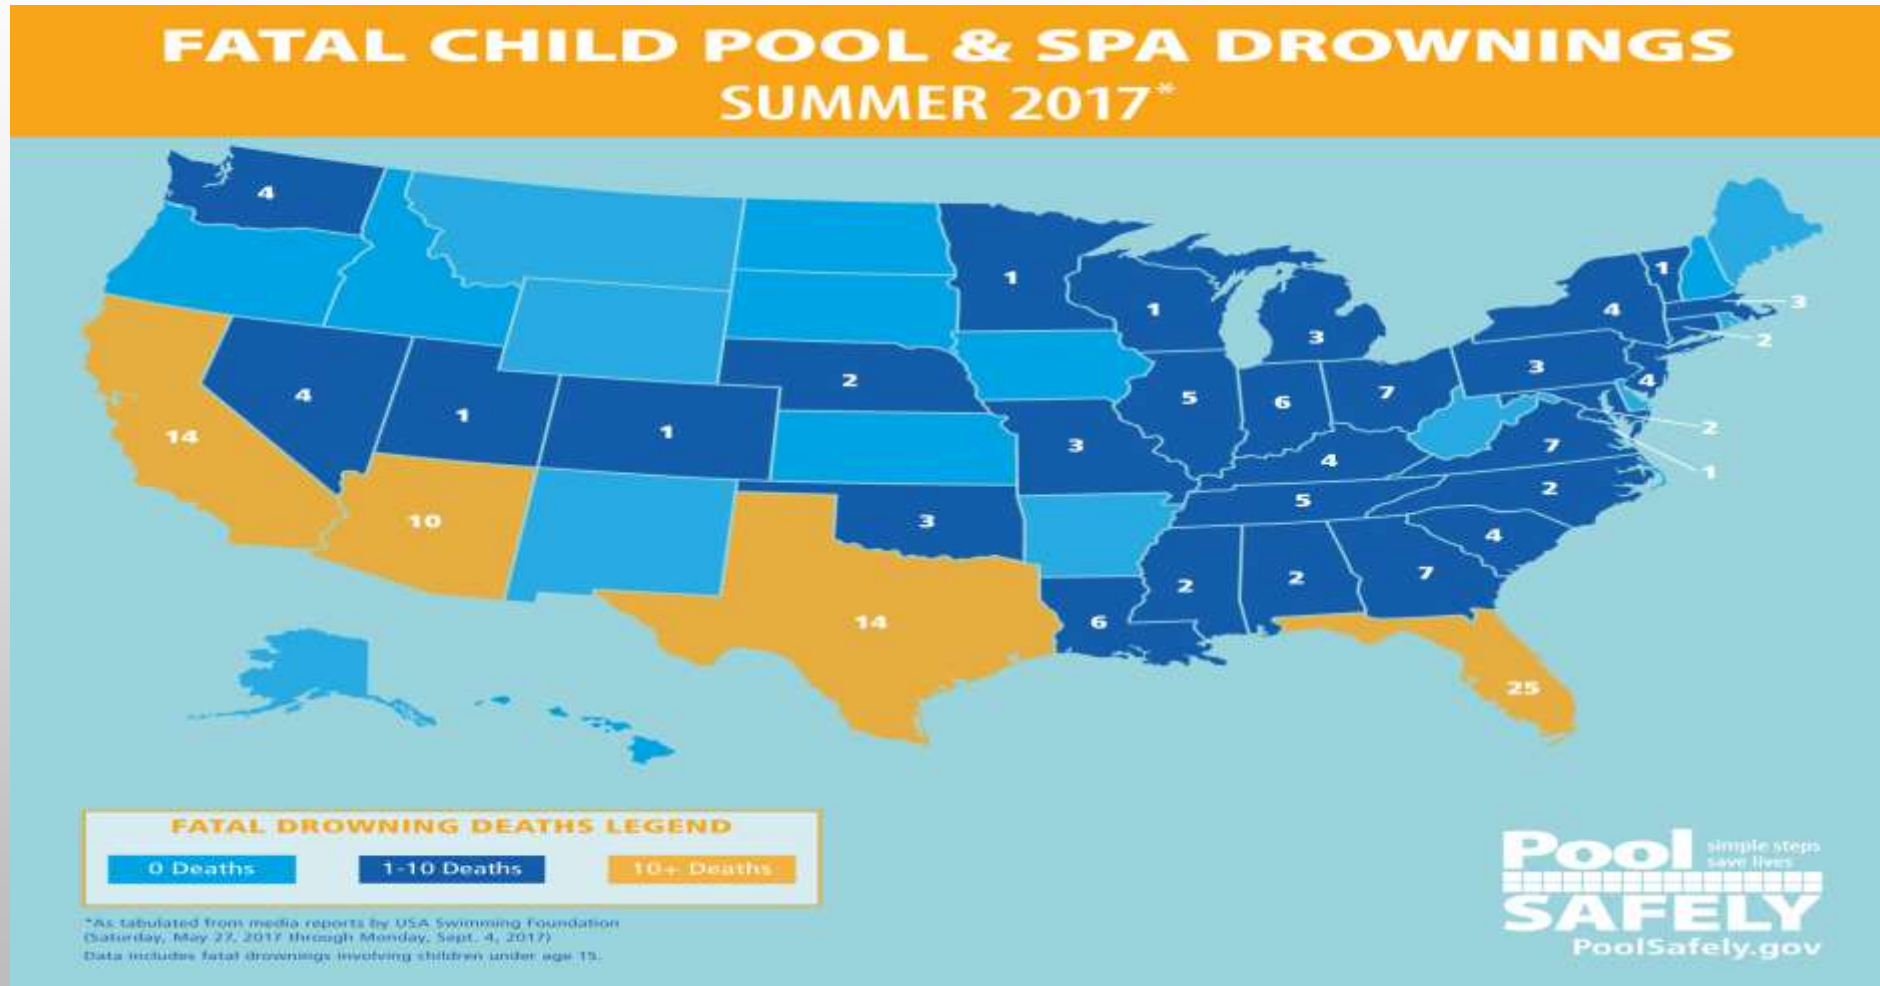 FATAL CHILD POOL & SPA DROWNINGS
SUMMER 2017*
4
1
1
1
4
3
3
2
4
1
1
2
3
5
6
7
3
4
2
1
14
10
3
3
4
5
7
2
4
14
6
2
2
7
25
FATAL DROWNING DEATHS LEGEND
0 Deaths
1-10 Deaths
10+ Deaths
*As tabulated from media reports by USA Swimming Foundation
(Saturday, May 27, 2017 through Monday, Sept. 4, 2017)
Data includes fatal drownings involving children under age 15.
Pool
simple steps
save lives
SAFELY
PoolSafely.gov